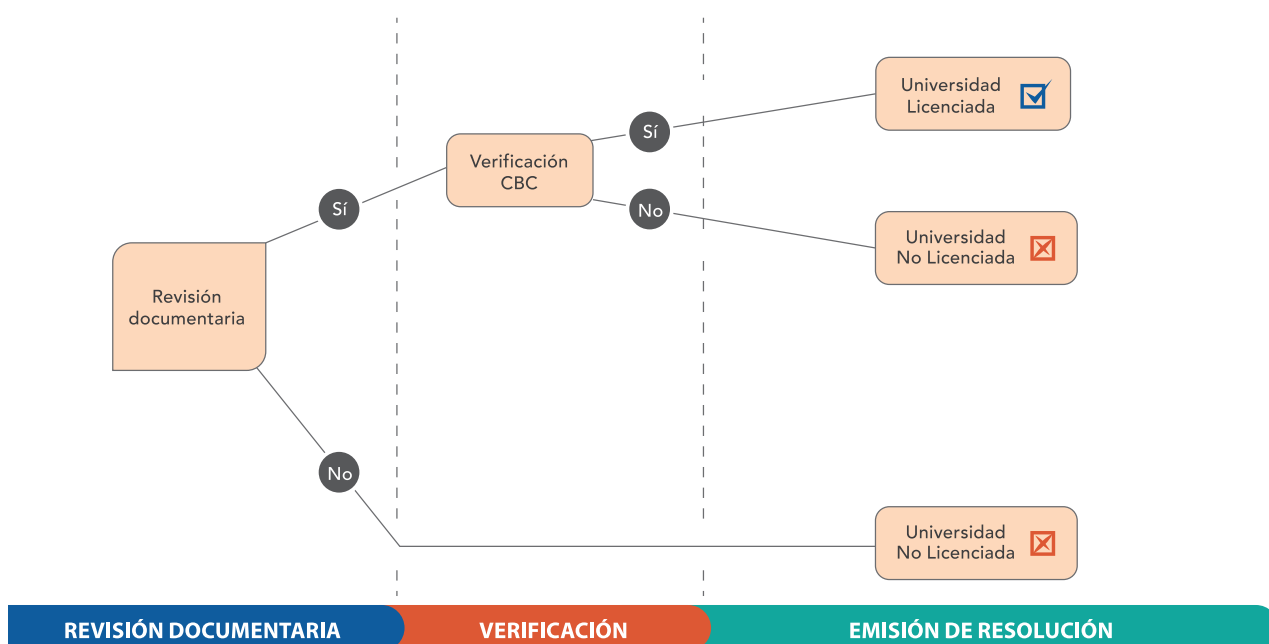 Universidad
Licenciada
Sí
Verificación
CBC
Sí
No
Universidad
No Licenciada
Revisión
documentaria
No
Universidad
No Licenciada
REVISIÓN DOCUMENTARIA
VERIFICACIÓN
EMISIÓN DE RESOLUCIÓN